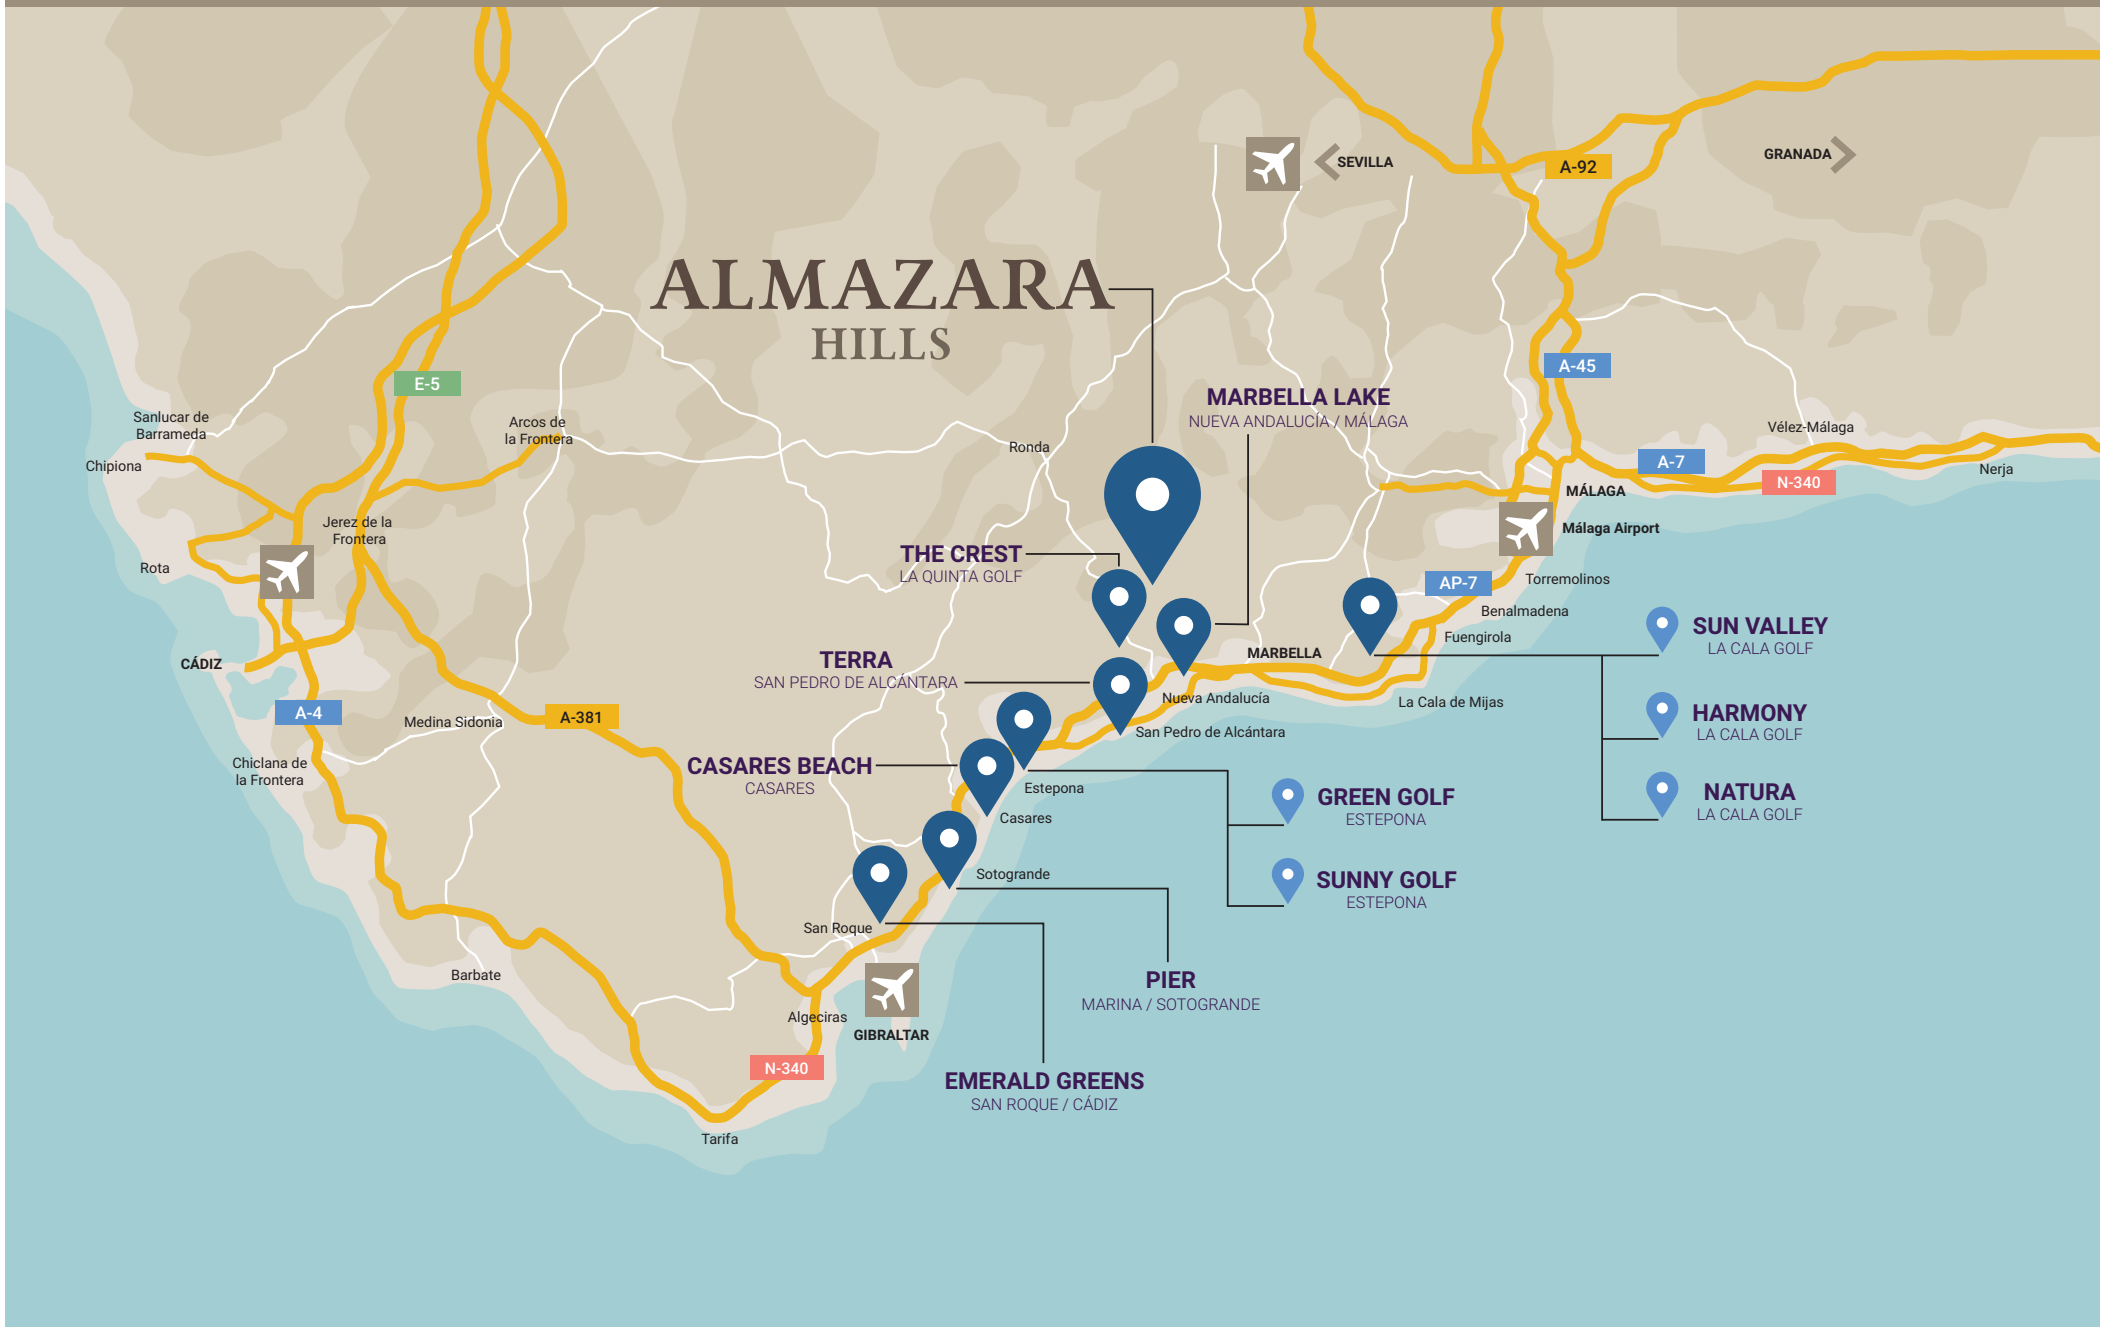 SEVILLA
A-92
GRANADA
ALMAZARA
HILLS
A-45
E-5
MARBELLA LAKE
NUEVA ANDALUCÍA / MÁLAGA
Sanlucar de
Barrameda
Chipiona
Arcos de
la Frontera
Ronda
Vélez-Málaga
A-7
N-340
Nerja
MÁLAGA
Málaga Airport
Jerez de la
Frontera
Rota
THE CREST
LA QUINTA GOLF
AP-7
Torremolinos
Benalmadena
Fuengirola
SUN VALLEY
LA CALA GOLF
CÁDIZ
TERRA
SAN PEDRO DE ALCÁNTARA
MARBELLA
Nueva Andalucía
La Cala de Mijas
San Pedro de Alcántara
A-4
Medina Sidonia
A-381
HARMONY
LA CALA GOLF
Chiclana de
la Frontera
CASARES BEACH
CASARES
Estepona
Casares
GREEN GOLF
ESTEPONA
NATURA
LA CALA GOLF
Sotogrande
SUNNY GOLF
ESTEPONA
San Roque
Barbate
PIER
MARINA / SOTOGRANDE
Algeciras
GIBRALTAR
N-340
EMERALD GREENS
SAN ROQUE / CÁDIZ
Tarifa